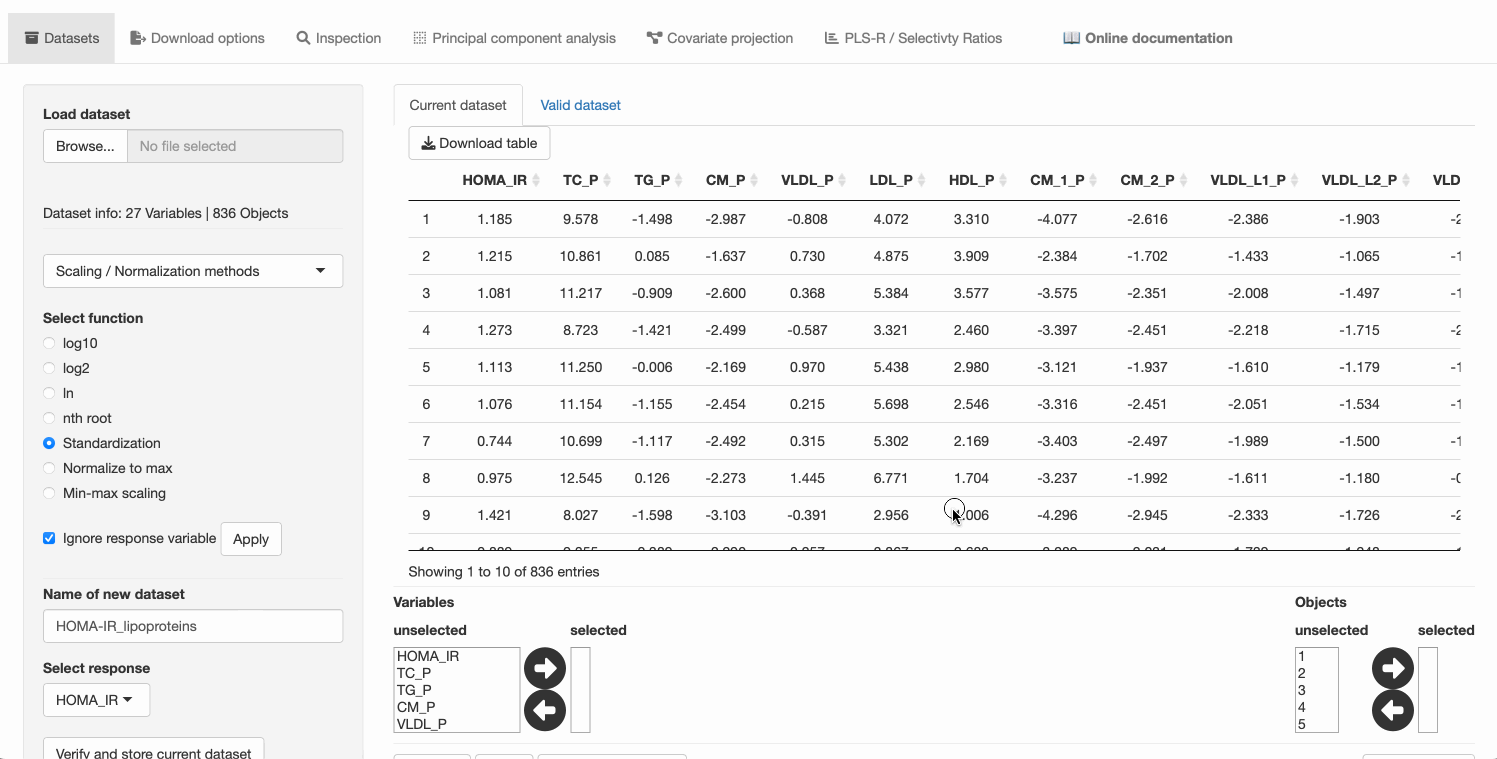 Datasets Download options Inspection Principal component analysis Covariate projection PLS-R / Selectivty Ratios Online documentation
Load dataset
Browse... No file selected
Dataset info: 27 Variables | 836 Objects
Scaling / Normalization methods
Select function
log10
log2
ln
nth root
Standardization
Normalize to max
Min-max scaling
Ignore response variable Apply
Name of new dataset
HOMA-IR_lipoproteins
Select response
HOMA_IR
Verify and store current dataset
Current dataset Valid dataset
Download table
HOMA_IR TC_P TG_P CM_P VLDL_P LDL_P HDL_P CM_1_P CM_2_P VLDL_L1_P VLDL_L2_P VLD
1 1.185 9.578 -1.498 -2.987 -0.808 4.072 3.310 -4.077 -2.616 -2.386 -1.903
2 1.215 10.861 0.085 -1.637 0.730 4.875 3.909 -2.384 -1.702 -1.433 -1.065
3 1.081 11.217 -0.909 -2.600 0.368 5.384 3.577 -3.575 -2.351 -2.008 -1.497
4 1.273 8.723 -1.421 -2.499 -0.587 3.321 2.460 -3.397 -2.451 -2.218 -1.715
5 1.113 11.250 -0.006 -2.169 0.970 5.438 2.980 -3.121 -1.937 -1.610 -1.179
6 1.076 11.154 -1.155 -2.454 0.215 5.698 2.546 -3.316 -2.451 -2.051 -1.534
7 0.744 10.699 -1.117 -2.492 0.315 5.302 2.169 -3.403 -2.497 -1.989 -1.500
8 0.975 12.545 0.126 -2.273 1.445 6.771 1.704 -3.237 -1.992 -1.611 -1.180
9 1.421 8.027 -1.598 -3.103 -0.391 2.956 -4.296 -2.945 -2.333 -1.726
Showing 1 to 10 of 836 entries
Variables
unselected selected
HOMA_IR
TC_P
TG_P
CM_P
VLDL_P
Objects
unselected selected
1
2
3
4
5